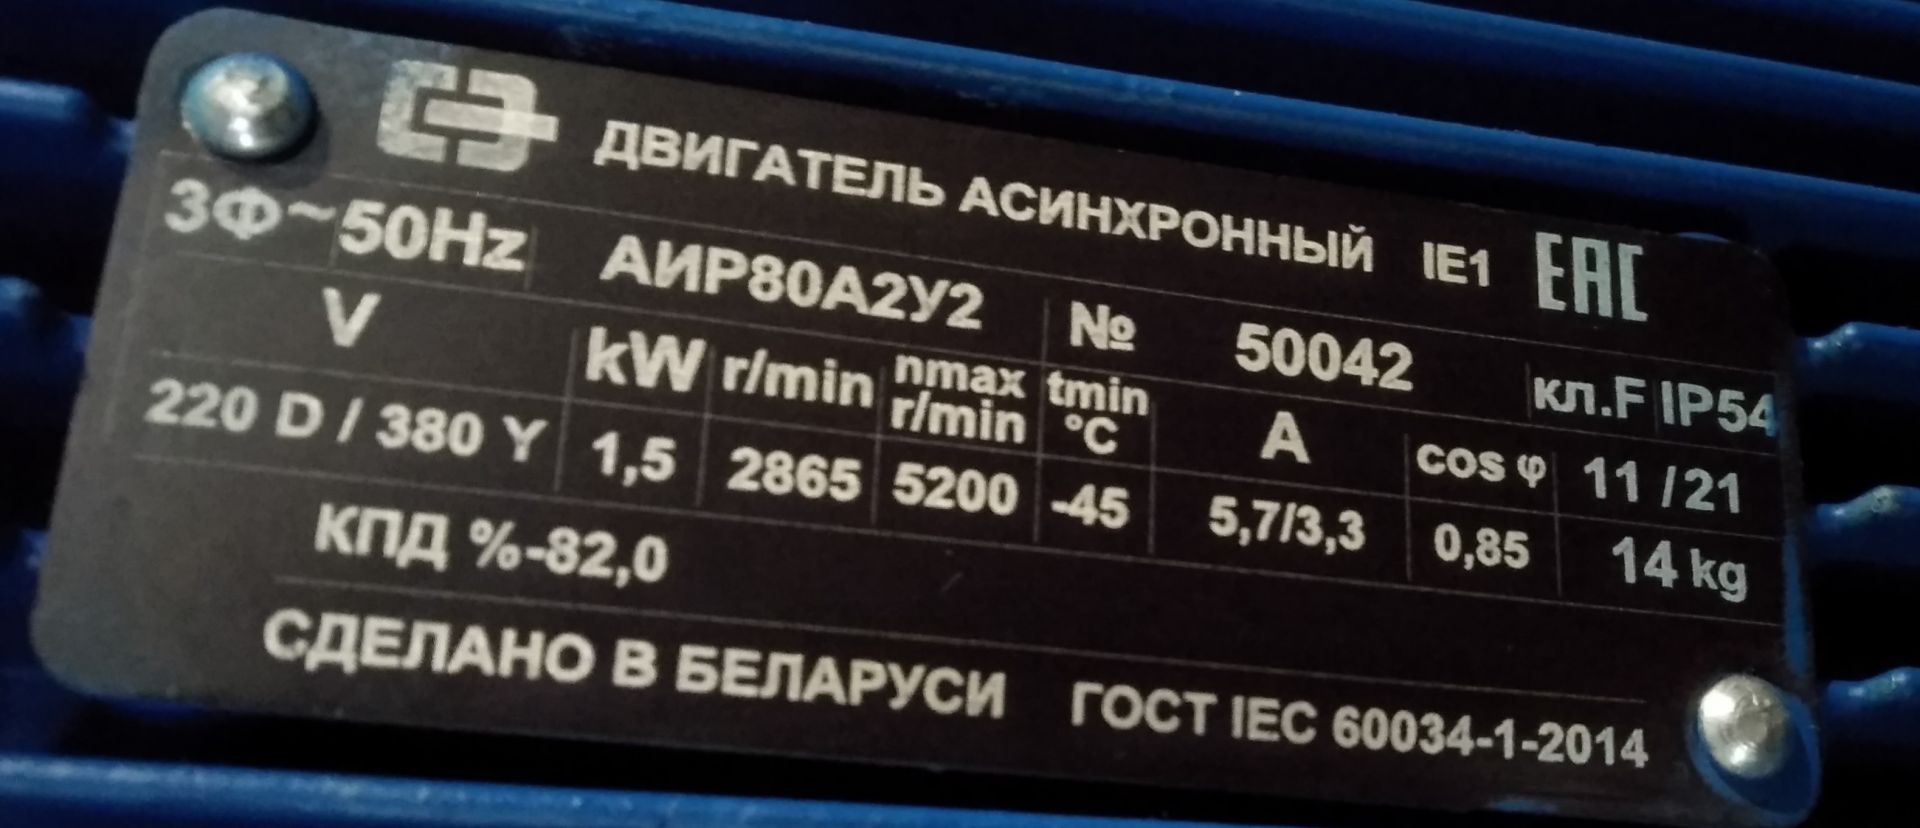 ДВИГАТЕЛЬ АСИНХРОННЫЙ IE1 EAC
3Ф~50Hz АИР80А2У2 № 50042 кл.F IP54
V kW r/min nmax r/min tmin °C A cos φ 11 / 21
220 D / 380 Y 1,5 2865 5200 -45 5,7/3,3 0,85 14 kg
КПД %-82,0
СДЕЛАНО В БЕЛАРУСИ ГОСТ IEC 60034-1-2014